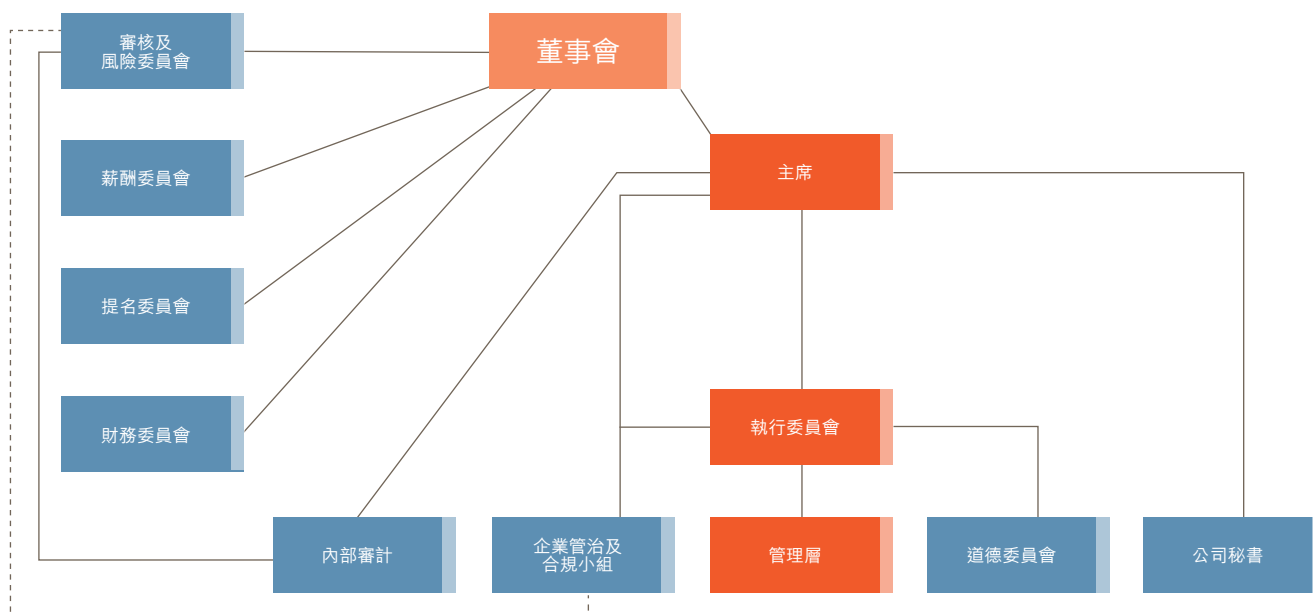 審核及
風險委員會
董事會
主席
薪酬委員會
提名委員會
財務委員會
執行委員會
內部審計
企業管治及
合規小組
管理層
道德委員會
公司秘書